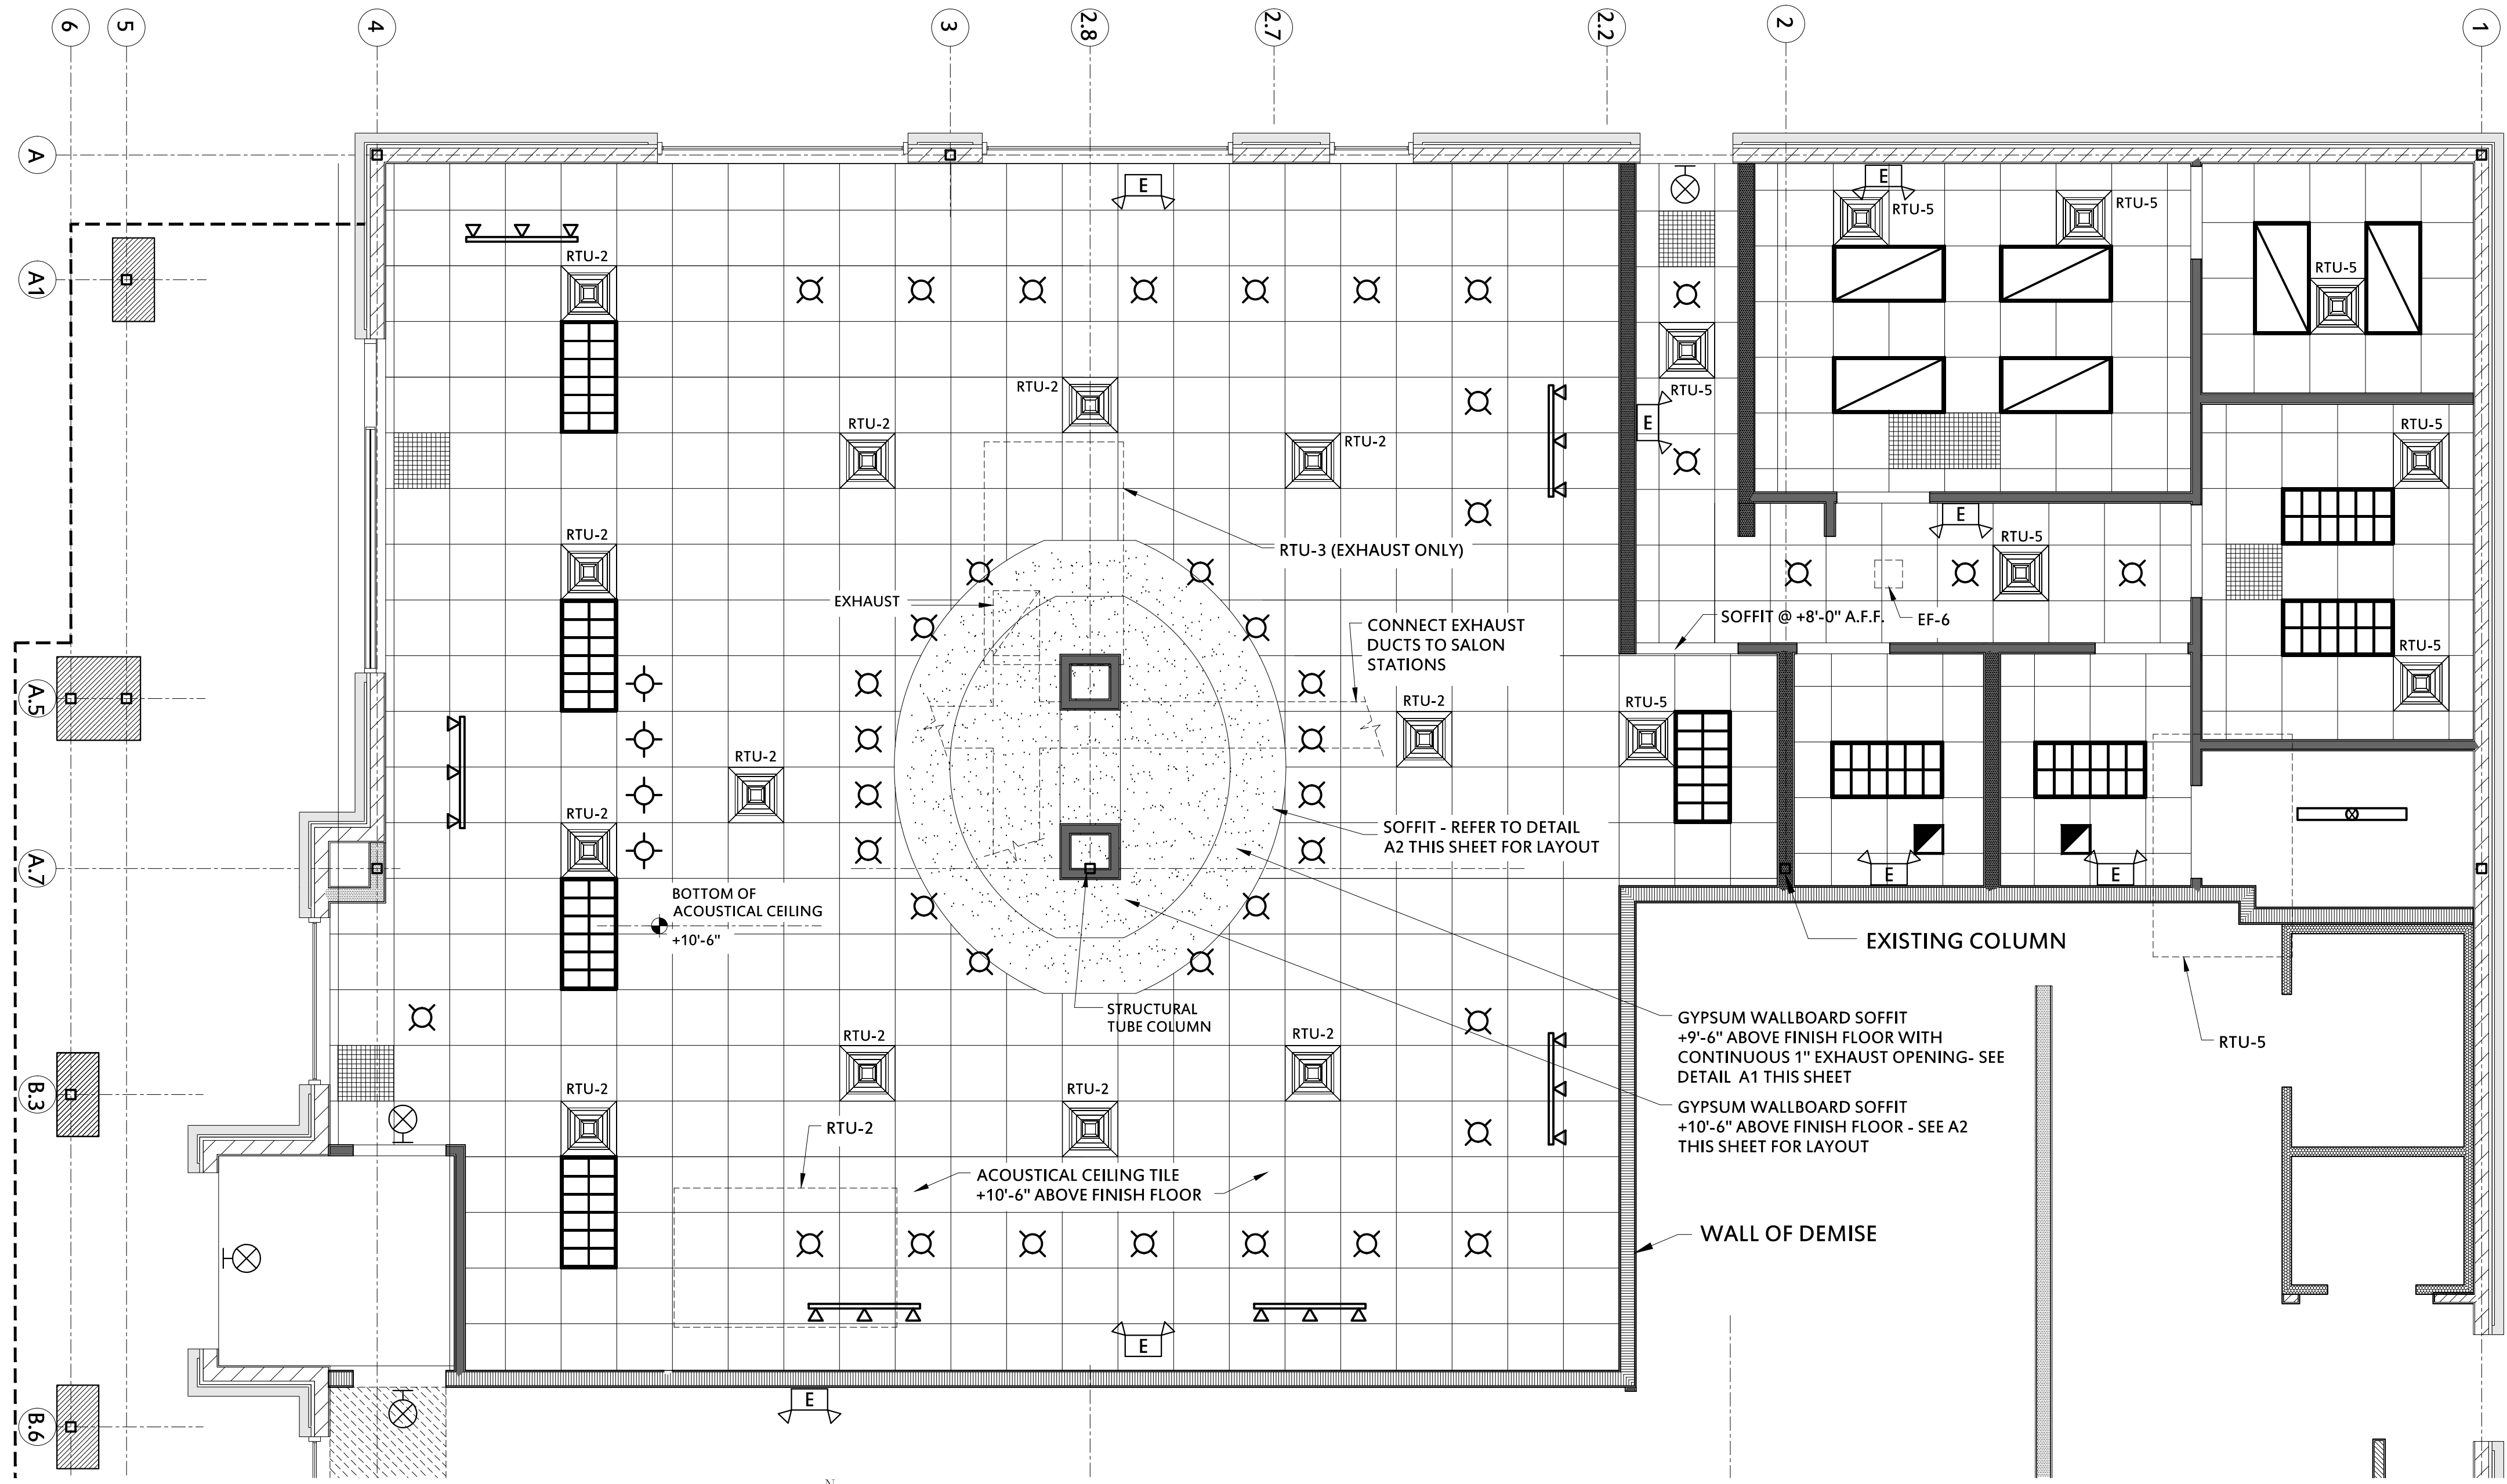 6
5
4
3
2.8
2.7
2.2
2
1
A
E
E
RTU-5
RTU-5
RTU-2
A1
RTU-5
RTU-2
RTU-5
RTU-2
RTU-2
E
RTU-5
RTU-2
E
RTU-5
RTU-3 (EXHAUST ONLY)
EXHAUST
SOFFIT @ +8'-0" A.F.F.
EF-6
CONNECT EXHAUST
DUCTS TO SALON
STATIONS
RTU-5
A.5
RTU-2
RTU-5
RTU-2
RTU-2
SOFFIT - REFER TO DETAIL
A2 THIS SHEET FOR LAYOUT
A.7
E
E
BOTTOM OF
ACOUSTICAL CEILING
+10'-6"
EXISTING COLUMN
STRUCTURAL
TUBE COLUMN
GYPSUM WALLBOARD SOFFIT
+9'-6" ABOVE FINISH FLOOR WITH
CONTINUOUS 1" EXHAUST OPENING- SEE
DETAIL A1 THIS SHEET
RTU-5
RTU-2
RTU-2
B.3
RTU-2
RTU-2
GYPSUM WALLBOARD SOFFIT
+10'-6" ABOVE FINISH FLOOR - SEE A2
THIS SHEET FOR LAYOUT
RTU-2
ACOUSTICAL CEILING TILE
+10'-6" ABOVE FINISH FLOOR
WALL OF DEMISE
E
E
B.6
N